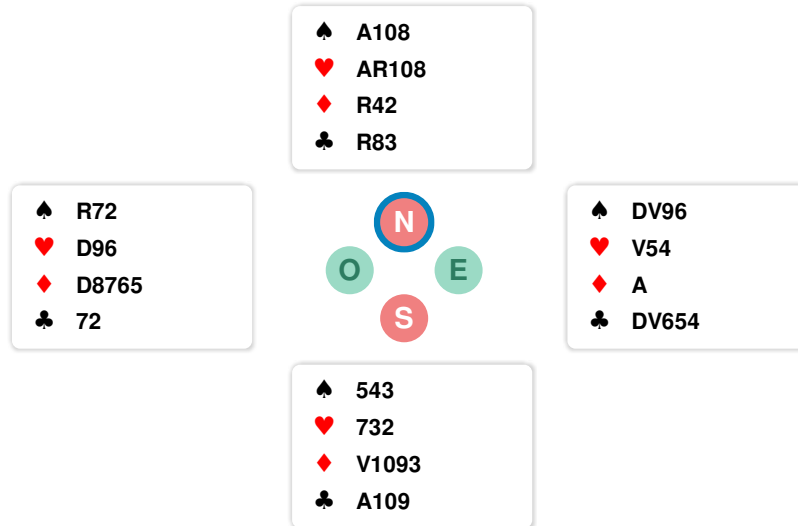 ♠ A108
♥ AR108
♦ R42
♣ R83
♠ R72
♥ D96
♦ D8765
♣ 72
N
O E
S
♠ DV96
♥ V54
♦ A
♣ DV654
♠ 543
♥ 732
♦ V1093
♣ A109